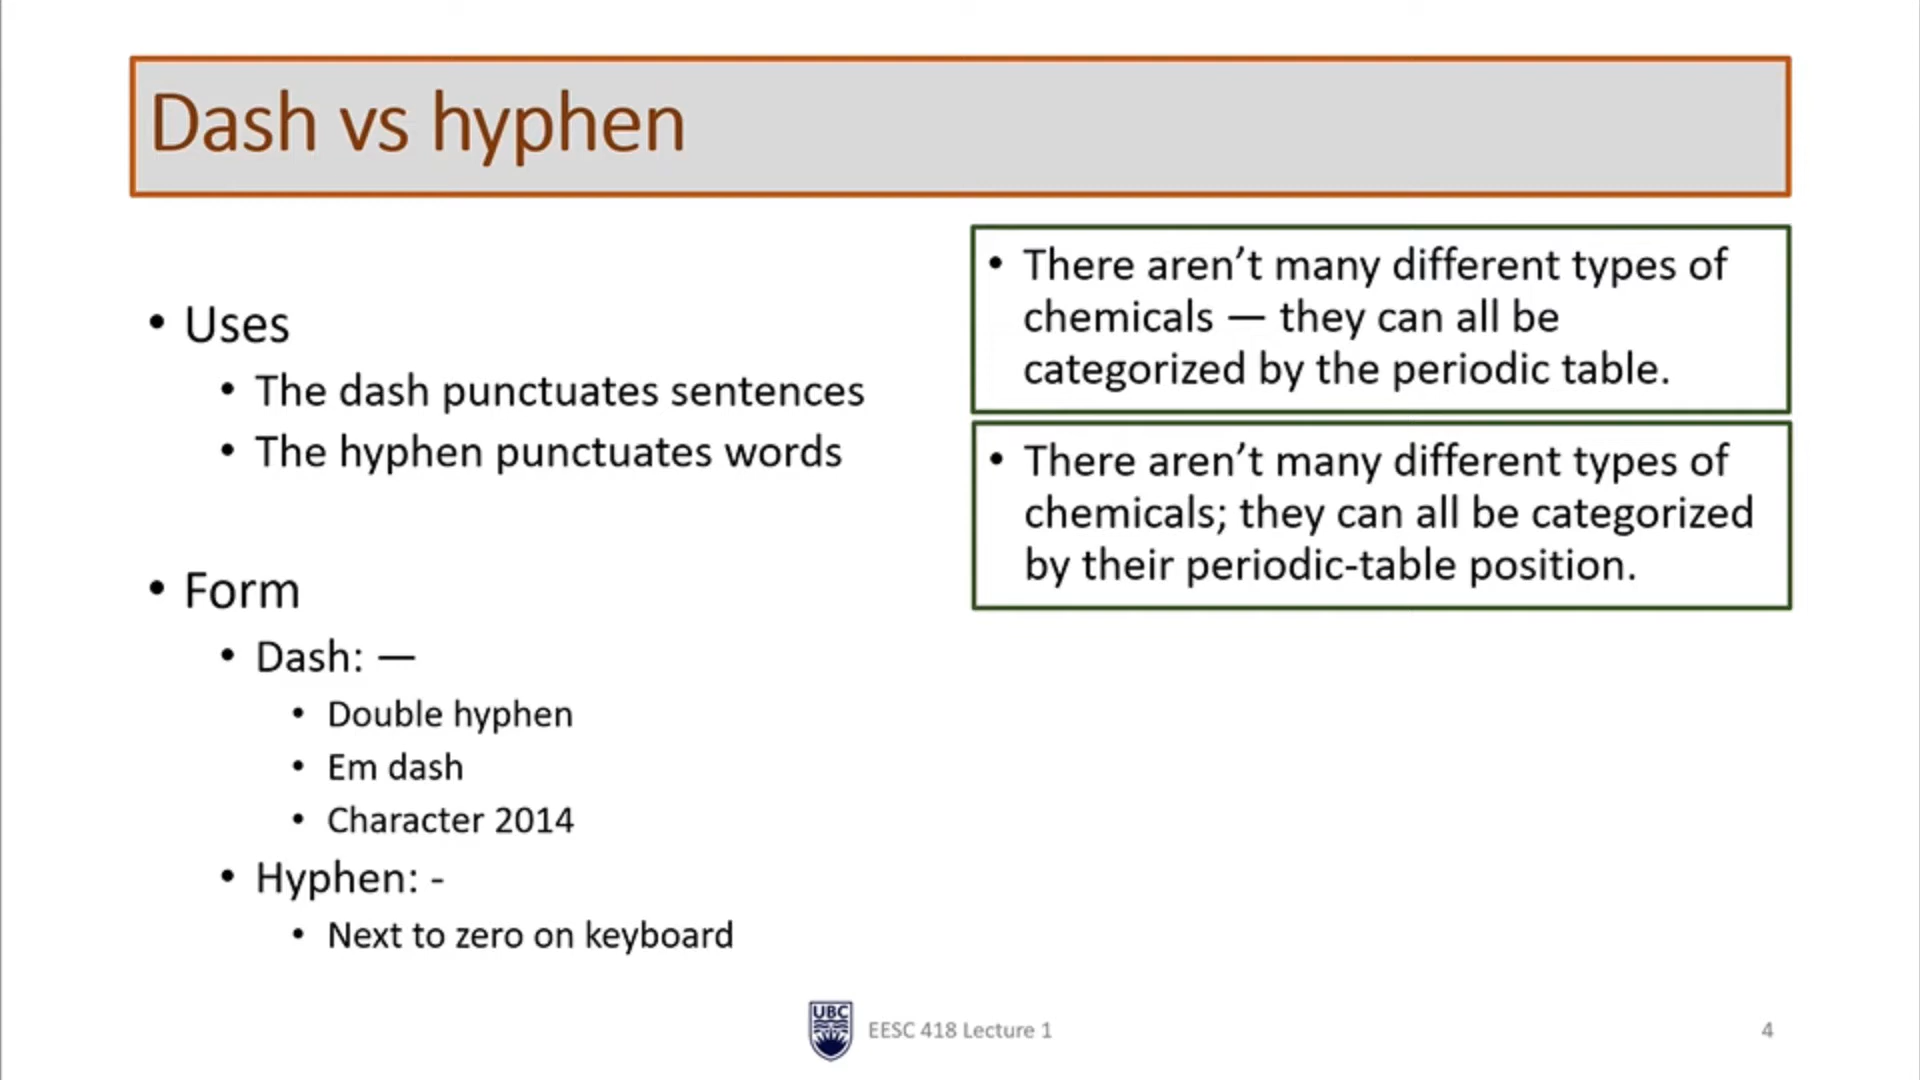 Dash vs hyphen
• Uses
• The dash punctuates sentences
• The hyphen punctuates words
• Form
• Dash: —
• Double hyphen
• Em dash
• Character 2014
• Hyphen: -
• Next to zero on keyboard
• There aren’t many different types of
chemicals — they can all be
categorized by the periodic table.
• There aren’t many different types of
chemicals; they can all be categorized
by their periodic-table position.
UBC
EESC 418 Lecture 1
4